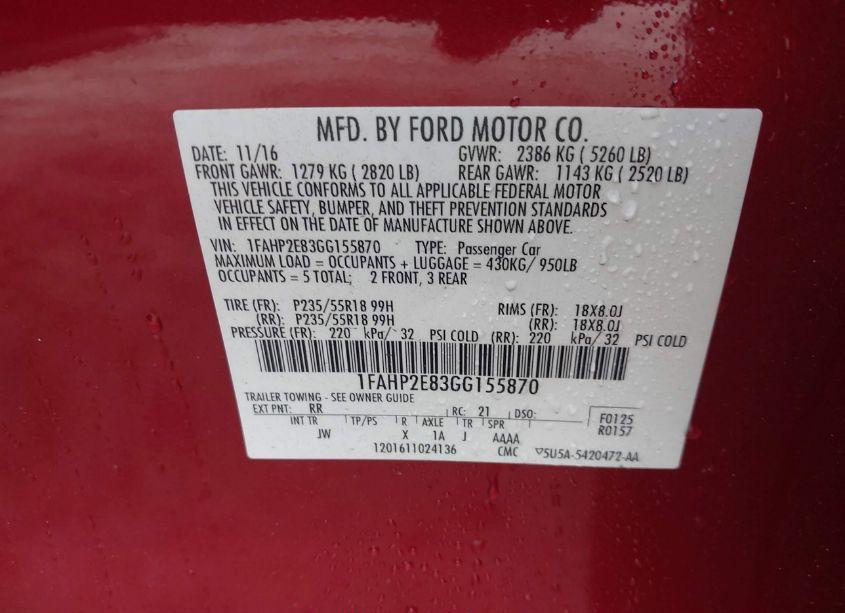 MFD. BY FORD MOTOR CO.
DATE: 11/16 GVWR: 2386 KG ( 5260 LB)
FRONT GAWR: 1279 KG ( 2820 LB) REAR GAWR: 1143 KG ( 2520 LB)
THIS VEHICLE CONFORMS TO ALL APPLICABLE FEDERAL MOTOR
VEHICLE SAFETY, BUMPER, AND THEFT PREVENTION STANDARDS
IN EFFECT ON THE DATE OF MANUFACTURE SHOWN ABOVE.
VIN: 1FAHP2E83GG155870 TYPE: Passenger Car
MAXIMUM LOAD = OCCUPANTS + LUGGAGE = 430KG/ 950LB
OCCUPANTS = 5 TOTAL; 2 FRONT, 3 REAR
TIRE (FR): P235/55R18 99H RIMS (FR): 18X8.0J
(RR): P235/55R18 99H (RR): 18X8.0J
PRESSURE (FR): 220 kPa/ 32 PSI COLD (RR): 220 kPa/ 32 PSI COLD
1FAHP2E83GG155870
TRAILER TOWING - SEE OWNER GUIDE
EXT PNT: RR RC: 21 DSO: F0125
INT TR TP/PS R AXLE TR SPR R0157
JW X 1A J AAAA
1201611024136 CMC 5U5A-5420472-AA